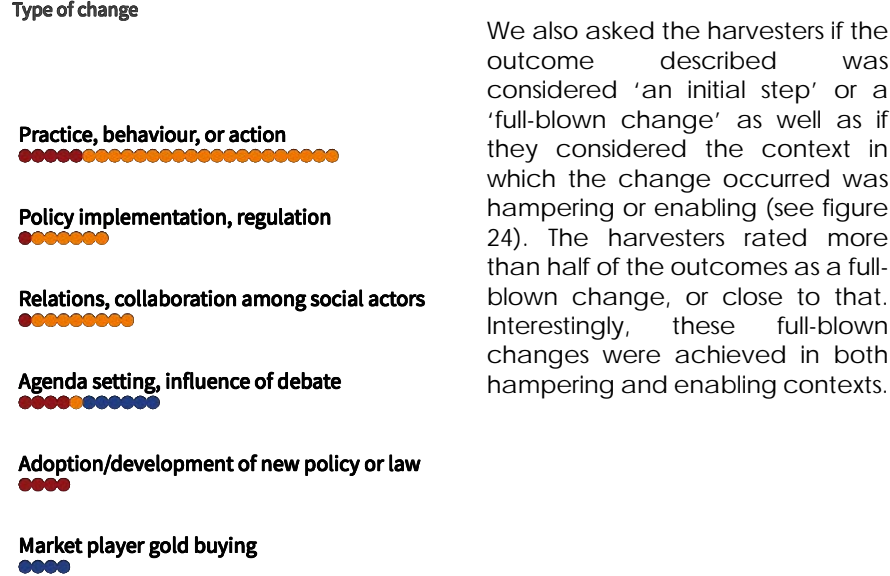 Type of change
Practice, behaviour, or action
Policy implementation, regulation
Relations, collaboration among social actors
Agenda setting, influence of debate
Adoption/development of new policy or law
Market player gold buying
We also asked the harvesters if the
outcome described was
considered ‘an initial step’ or a
‘full-blown change’ as well as if
they considered the context in
which the change occurred was
hampering or enabling (see figure
24). The harvesters rated more
than half of the outcomes as a full-
blown change, or close to that.
Interestingly, these full-blown
changes were achieved in both
hampering and enabling contexts.